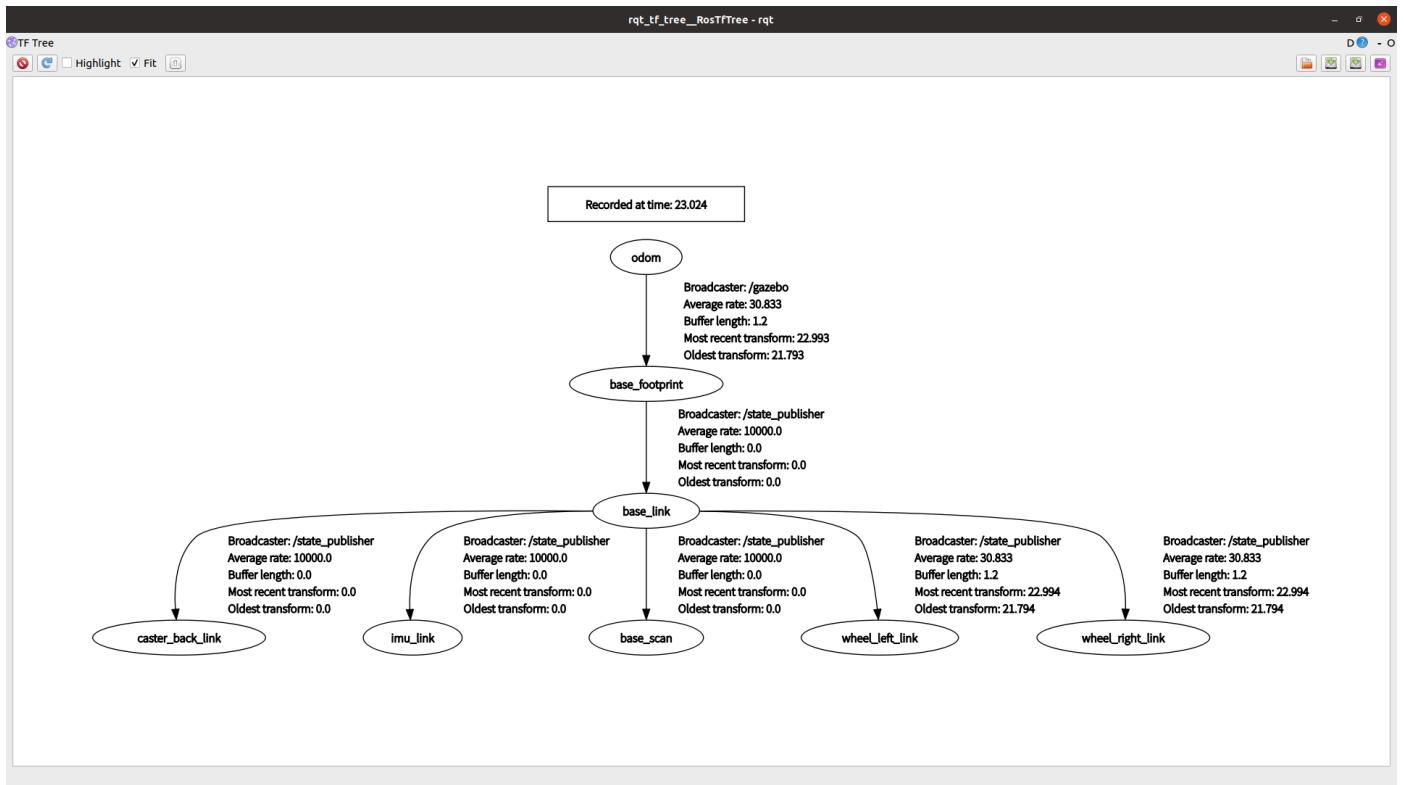 rqt_tf_tree__RosTfTree - rqt
TF Tree
D - O
Highlight Fit
Recorded at time: 23.024
odom
Broadcaster: /gazebo
Average rate: 30.833
Buffer length: 1.2
Most recent transform: 22.993
Oldest transform: 21.793
base_footprint
Broadcaster: /state_publisher
Average rate: 10000.0
Buffer length: 0.0
Most recent transform: 0.0
Oldest transform: 0.0
base_link
Broadcaster: /state_publisher
Average rate: 10000.0
Buffer length: 0.0
Most recent transform: 0.0
Oldest transform: 0.0
Broadcaster: /state_publisher
Average rate: 10000.0
Buffer length: 0.0
Most recent transform: 0.0
Oldest transform: 0.0
Broadcaster: /state_publisher
Average rate: 10000.0
Buffer length: 0.0
Most recent transform: 0.0
Oldest transform: 0.0
Broadcaster: /state_publisher
Average rate: 30.833
Buffer length: 1.2
Most recent transform: 22.994
Oldest transform: 21.794
Broadcaster: /state_publisher
Average rate: 30.833
Buffer length: 1.2
Most recent transform: 22.994
Oldest transform: 21.794
caster_back_link
imu_link
base_scan
wheel_left_link
wheel_right_link